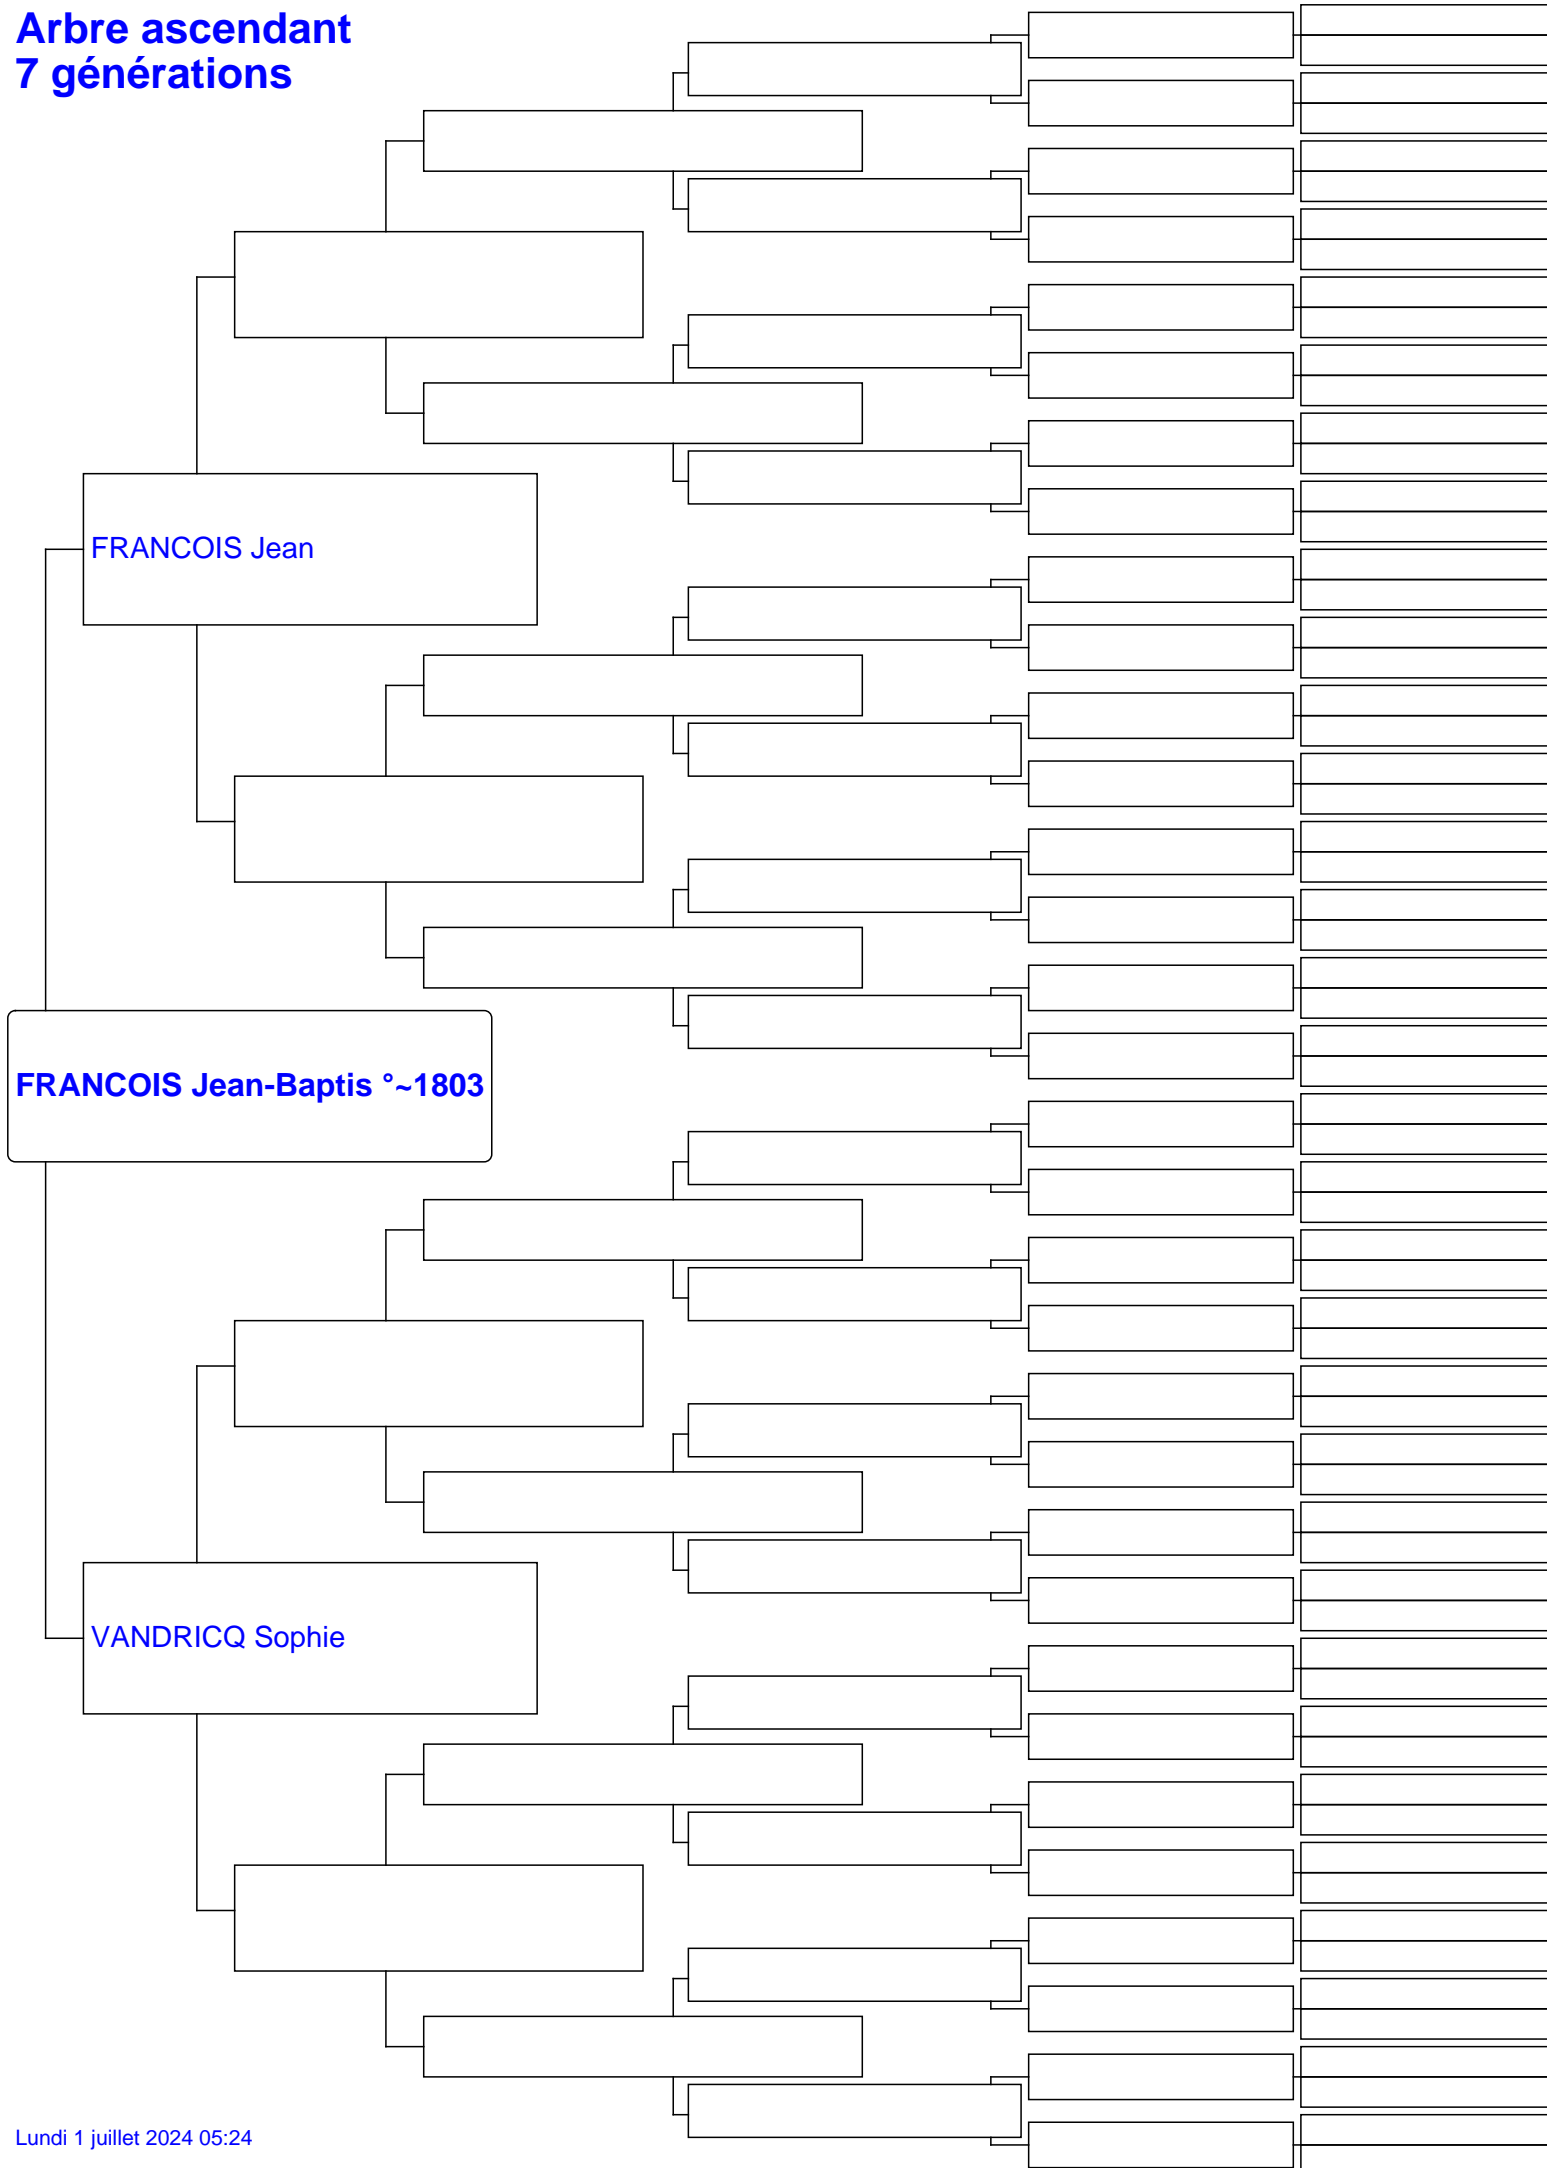 Arbre ascendant
7 générations
FRANCOIS Jean
FRANCOIS Jean-Baptis °~1803
VANDRICQ Sophie
Lundi 1 juillet 2024 05:24